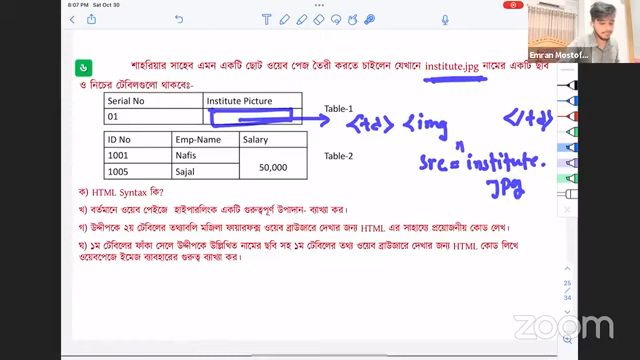 8:07 PM Sat Oct 30
Emran Mostof...
৬
শাহরিয়ার সাহেব এমন একটি ছোট ওয়েব পেজ তৈরী করতে চাইলেন যেখানে institute.jpg নামের একটি ছবি
ও নিচের টেবিলগুলো থাকবে:-
Serial No Institute Picture
01
Table-1
<td> <img </td>
src = "institute.
jpg
ID No Emp-Name Salary
1001 Nafis 50,000
1005 Sajal
Table-2
ক) HTML Syntax কি?
খ) বর্তমানে ওয়েব পেইজে হাইপারলিংক একটি গুরুত্বপূর্ণ উপাদান- ব্যাখ্যা কর।
গ) উদ্দীপকে ২য় টেবিলের তথ্যাবলি মজিলা ফায়ারফক্স ওয়েব ব্রাউজারে দেখার জন্য HTML এর সাহায্যে প্রয়োজনীয় কোড লেখ।
ঘ) ১ম টেবিলের ফাঁকা সেলে উদ্দীপকে উল্লিখিত নামের ছবি সহ ১ম টেবিলের তথ্য ওয়েব ব্রাউজারে দেখার জন্য HTML কোড লিখে
ওয়েবপেজে ইমেজ ব্যবহারের গুরুত্ব ব্যাখ্যা কর।
25
34
zoom